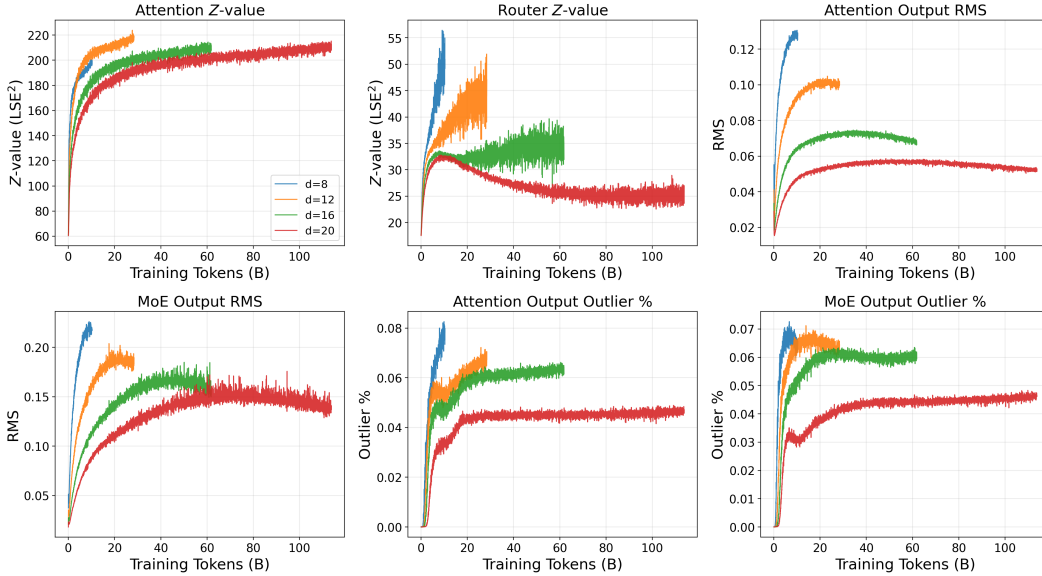 Attention Z-value
Z-value (LSE²)
220
200
180
160
140
120
100
80
60
0 20 40 60 80 100
Training Tokens (B)
d=8
d=12
d=16
d=20
Router Z-value
Z-value (LSE²)
55
50
45
40
35
30
25
20
0 20 40 60 80 100
Training Tokens (B)
Attention Output RMS
RMS
0.12
0.10
0.08
0.06
0.04
0.02
0 20 40 60 80 100
Training Tokens (B)
MoE Output RMS
RMS
0.20
0.15
0.10
0.05
0 20 40 60 80 100
Training Tokens (B)
Attention Output Outlier %
Outlier %
0.08
0.06
0.04
0.02
0.00
0 20 40 60 80 100
Training Tokens (B)
MoE Output Outlier %
Outlier %
0.07
0.06
0.05
0.04
0.03
0.02
0.01
0.00
0 20 40 60 80 100
Training Tokens (B)